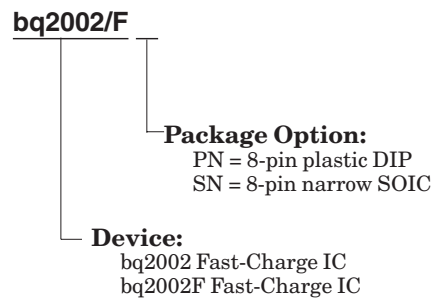 bq2002/F
Package Option:
PN = 8-pin plastic DIP
SN = 8-pin narrow SOIC
Device:
bq2002 Fast-Charge IC
bq2002F Fast-Charge IC